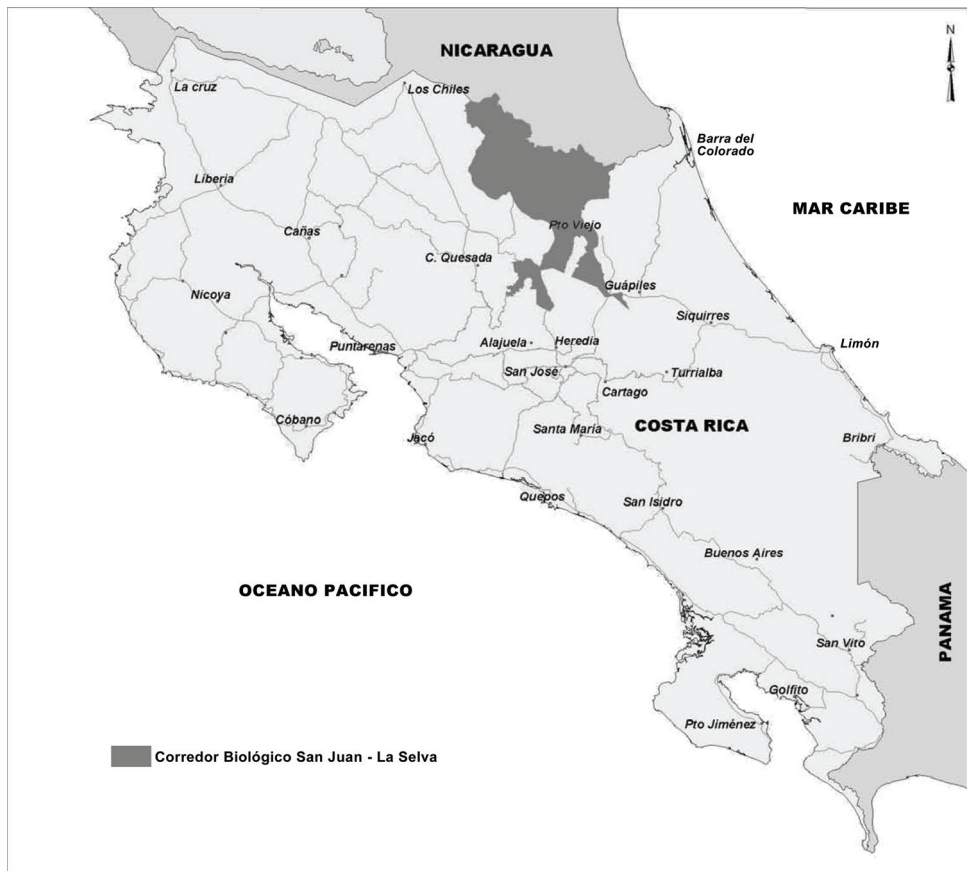 NICARAGUA
N
La cruz
Los Chiles
Barra del
Colorado
Liberia
MAR CARIBE
Cañas
Pto Viejo
C. Quesada
Guápiles
Nicoya
Siquirres
Puntarenas
Alajuela
Heredia
Limón
San José
Turrialba
Cartago
Cóbano
Santa Maria
COSTA RICA
Jacó
Bribri
Quepos
San Isidro
Buenos Aires
OCEANO PACIFICO
PANAMA
San Vito
Golfito
Pto Jiménez
Corredor Biológico San Juan - La Selva